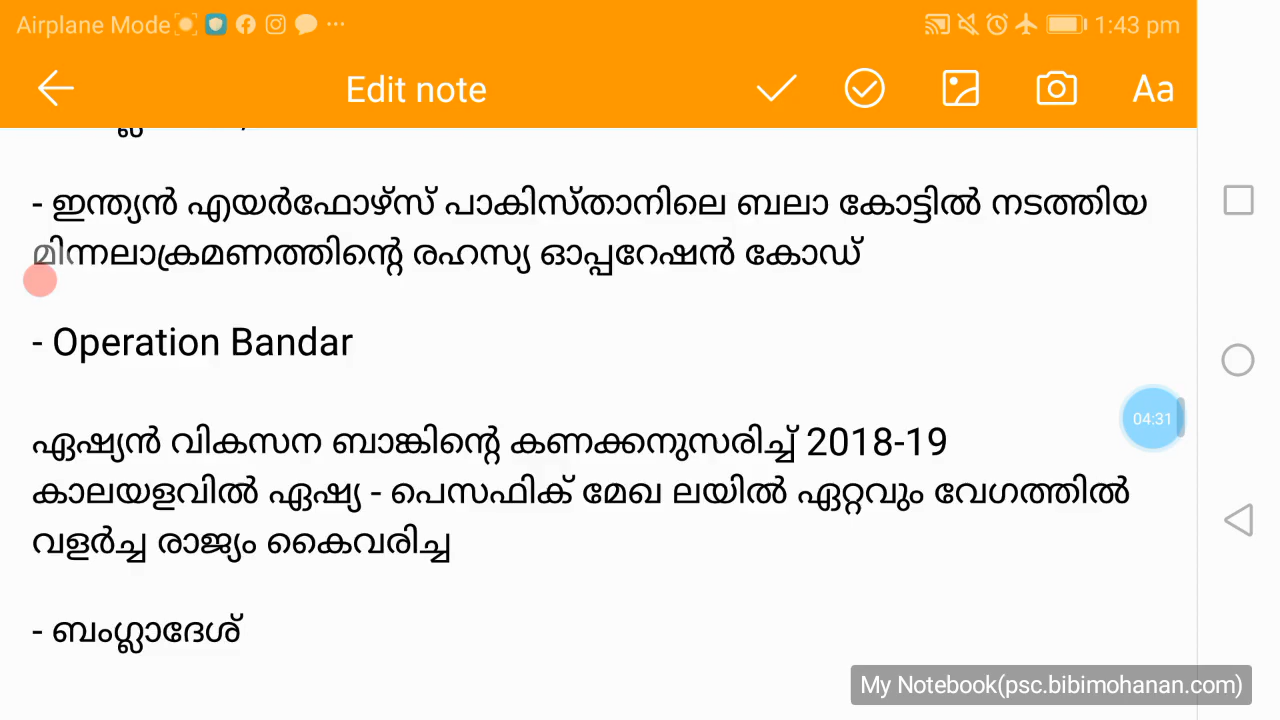 Airplane Mode ··· 1:43 pm
Edit note Aa
- ഇന്ത്യൻ എയർഫോഴ്സ് പാകിസ്താനിലെ ബലാ കോട്ടിൽ നടത്തിയ
മിന്നലാക്രമണത്തിന്റെ രഹസ്യ ഓപ്പറേഷൻ കോഡ്
- Operation Bandar
04:31
ഏഷ്യൻ വികസന ബാങ്കിന്റെ കണക്കനുസരിച്ച് 2018-19
കാലയളവിൽ ഏഷ്യ - പെസഫിക് മേഖ ലയിൽ ഏറ്റവും വേഗത്തിൽ
വളർച്ച രാജ്യം കൈവരിച്ച
- ബംഗ്ലാദേശ്
My Notebook(psc.bibimohanan.com)